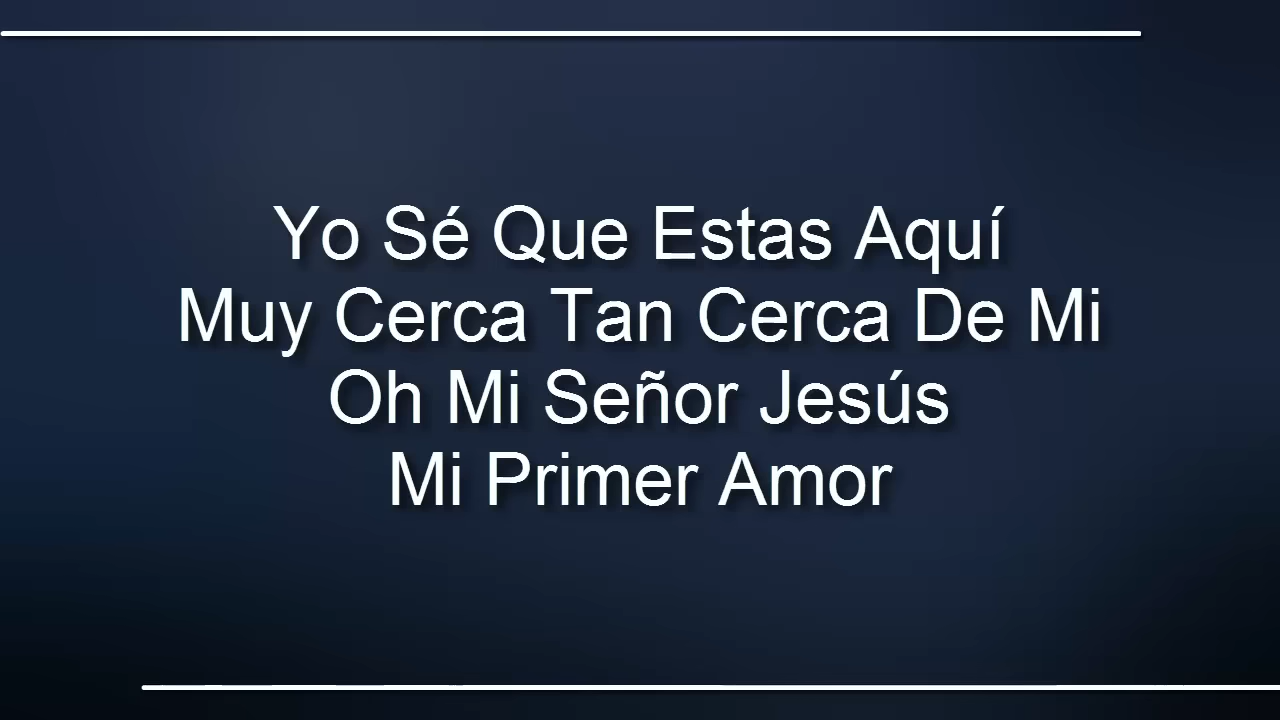 Yo Sé Que Estas Aquí
Muy Cerca Tan Cerca De Mi
Oh Mi Señor Jesús
Mi Primer Amor